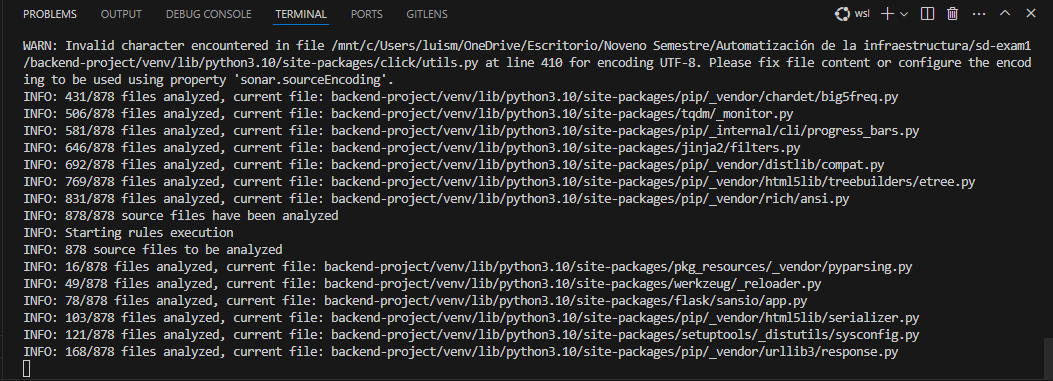 PROBLEMS OUTPUT DEBUG CONSOLE TERMINAL PORTS GITLENS wsl
WARN: Invalid character encountered in file /mnt/c/Users/luism/OneDrive/Escritorio/Noveno Semestre/Automatización de la infraestructura/sd-exam1
/backend-project/venv/lib/python3.10/site-packages/click/utils.py at line 410 for encoding UTF-8. Please fix file content or configure the encod
ing to be used using property 'sonar.sourceEncoding'.
INFO: 431/878 files analyzed, current file: backend-project/venv/lib/python3.10/site-packages/pip/_vendor/chardet/big5freq.py
INFO: 506/878 files analyzed, current file: backend-project/venv/lib/python3.10/site-packages/tqdm/_monitor.py
INFO: 581/878 files analyzed, current file: backend-project/venv/lib/python3.10/site-packages/pip/_internal/cli/progress_bars.py
INFO: 646/878 files analyzed, current file: backend-project/venv/lib/python3.10/site-packages/jinja2/filters.py
INFO: 692/878 files analyzed, current file: backend-project/venv/lib/python3.10/site-packages/pip/_vendor/distlib/compat.py
INFO: 769/878 files analyzed, current file: backend-project/venv/lib/python3.10/site-packages/pip/_vendor/html5lib/treebuilders/etree.py
INFO: 831/878 files analyzed, current file: backend-project/venv/lib/python3.10/site-packages/pip/_vendor/rich/ansi.py
INFO: 878/878 source files have been analyzed
INFO: Starting rules execution
INFO: 878 source files to be analyzed
INFO: 16/878 files analyzed, current file: backend-project/venv/lib/python3.10/site-packages/pkg_resources/_vendor/pyparsing.py
INFO: 49/878 files analyzed, current file: backend-project/venv/lib/python3.10/site-packages/werkzeug/_reloader.py
INFO: 78/878 files analyzed, current file: backend-project/venv/lib/python3.10/site-packages/flask/sansio/app.py
INFO: 103/878 files analyzed, current file: backend-project/venv/lib/python3.10/site-packages/pip/_vendor/html5lib/serializer.py
INFO: 121/878 files analyzed, current file: backend-project/venv/lib/python3.10/site-packages/setuptools/_distutils/sysconfig.py
INFO: 168/878 files analyzed, current file: backend-project/venv/lib/python3.10/site-packages/pip/_vendor/urllib3/response.py